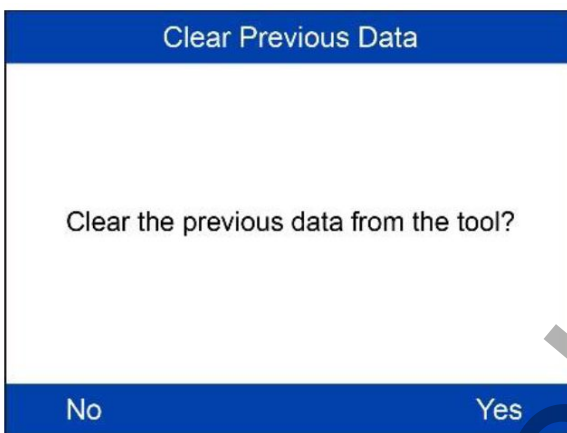 Clear Previous Data
Clear the previous data from the tool?
No Yes